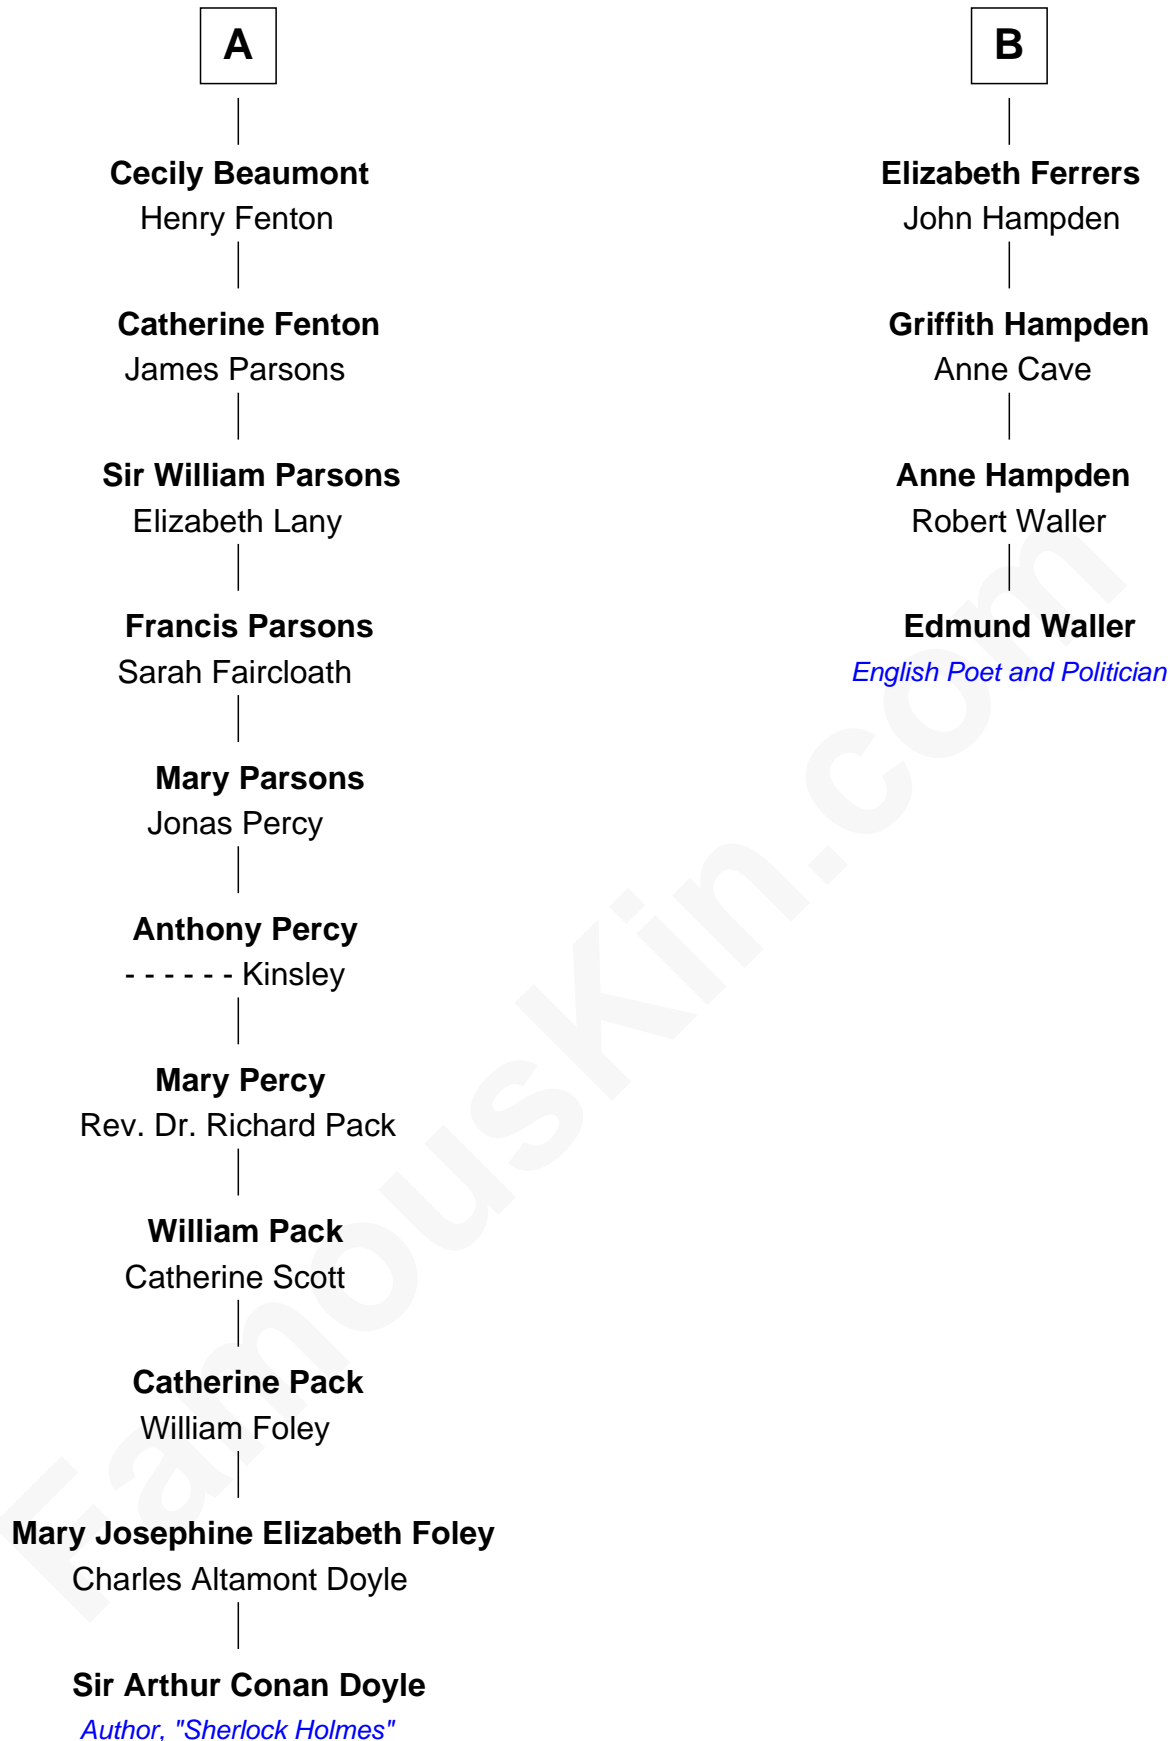 A
Cecily Beaumont
Henry Fenton
Catherine Fenton
James Parsons
Sir William Parsons
Elizabeth Lany
Francis Parsons
Sarah Faircloath
Mary Parsons
Jonas Percy
Anthony Percy
- - - - - - Kinsley
Mary Percy
Rev. Dr. Richard Pack
William Pack
Catherine Scott
Catherine Pack
William Foley
Mary Josephine Elizabeth Foley
Charles Altamont Doyle
Sir Arthur Conan Doyle
Author, "Sherlock Holmes"
B
Elizabeth Ferrers
John Hampden
Griffith Hampden
Anne Cave
Anne Hampden
Robert Waller
Edmund Waller
English Poet and Politician
FamousKin.com